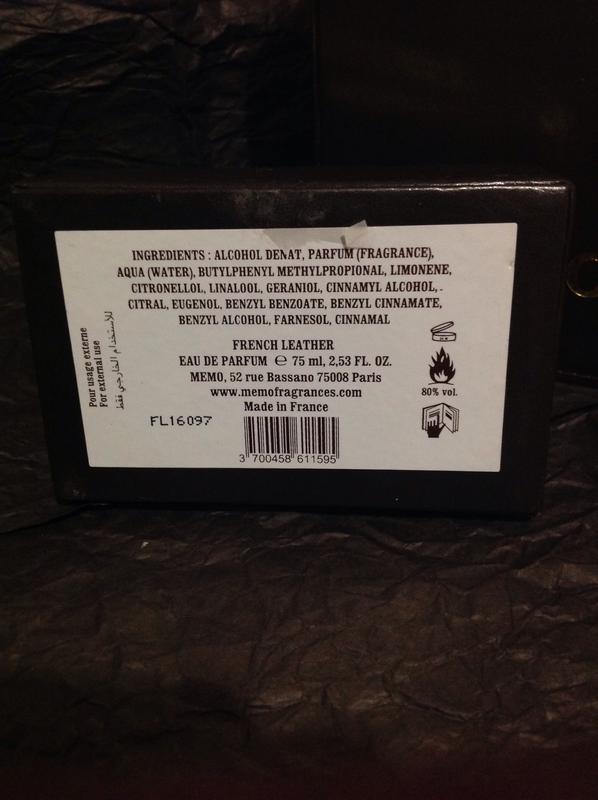 INGREDIENTS : ALCOHOL DENAT, PARFUM (FRAGRANCE),
AQUA (WATER), BUTYLPHENYL METHYLPROPIONAL, LIMONENE,
CITRONELLOL, LINALOOL, GERANIOL, CINNAMYL ALCOHOL,
CITRAL, EUGENOL, BENZYL BENZOATE, BENZYL CINNAMATE,
BENZYL ALCOHOL, FARNESOL, CINNAMAL
FRENCH LEATHER
EAU DE PARFUM ℮ 75 ml, 2,53 FL. OZ.
MEMO, 52 rue Bassano 75008 Paris
www.memofragrances.com
Made in France
Pour usage externe
For external use
للاستخدام الخارجي فقط
FL16097
3 700458 611595
80% vol.